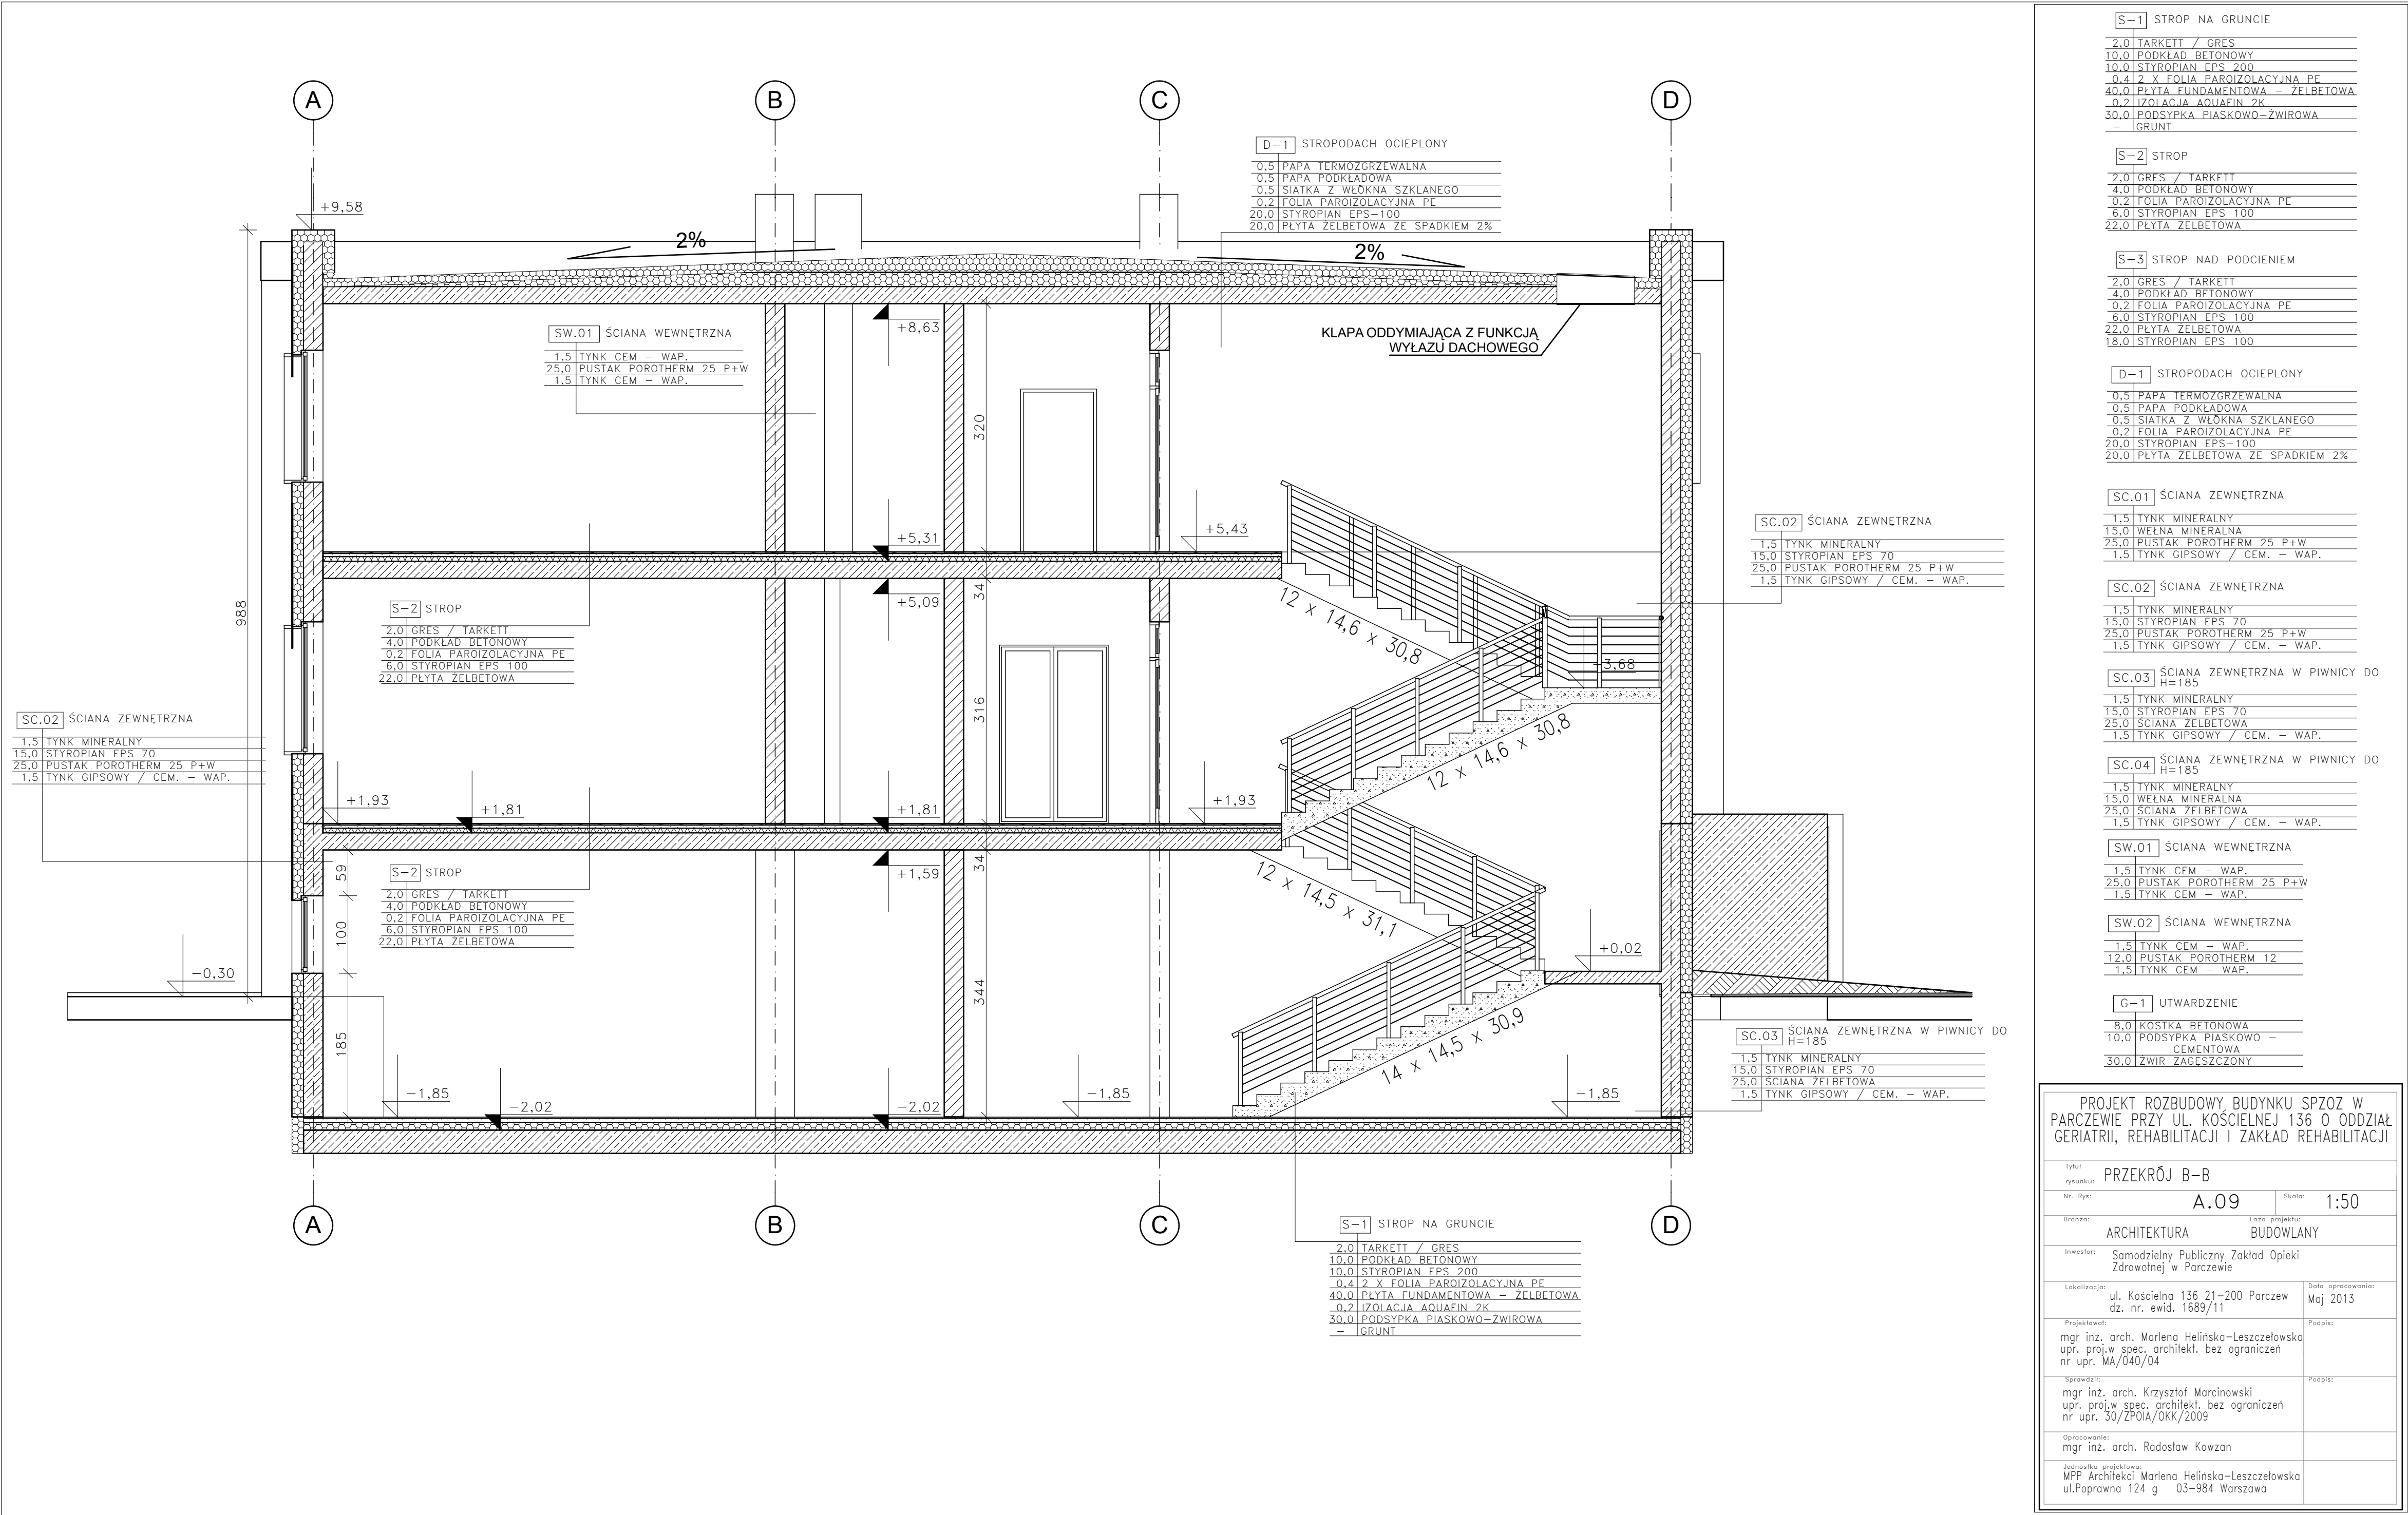 A
B
C
D
+9,58
2%
2%
D-1 STROPODACH OCIEPLONY
0,5 PAPA TERMOZGRZEWALNA
0,5 PAPA PODKŁADOWA
0,5 SIATKA Z WŁÓKNA SZKLANEGO
0,2 FOLIA PAROIZOLACYJNA PE
20,0 STYROPIAN EPS-100
20,0 PŁYTA ŻELBETOWA ZE SPADKIEM 2%
SW.01 ŚCIANA WEWNĘTRZNA
1,5 TYNK CEM - WAP.
25,0 PUSTAK POROTHERM 25 P+W
1,5 TYNK CEM - WAP.
+8,63
KLAPA ODDYMIAJĄCA Z FUNKCJĄ
WYŁAZU DACHOWEGO
320
+5,31
+5,43
SC.02 ŚCIANA ZEWNĘTRZNA
1,5 TYNK MINERALNY
15,0 STYROPIAN EPS 70
25,0 PUSTAK POROTHERM 25 P+W
1,5 TYNK GIPSOWY / CEM. - WAP.
988
34
+5,09
12 x 14,6 x 30,8
S-2 STROP
2,0 GRES / TARKETT
4,0 PODKŁAD BETONOWY
0,2 FOLIA PAROIZOLACYJNA PE
6,0 STYROPIAN EPS 100
22,0 PŁYTA ŻELBETOWA
+3,68
316
12 x 14,6 x 30,8
SC.02 ŚCIANA ZEWNĘTRZNA
1,5 TYNK MINERALNY
15,0 STYROPIAN EPS 70
25,0 PUSTAK POROTHERM 25 P+W
1,5 TYNK GIPSOWY / CEM. - WAP.
+1,93
+1,81
+1,81
+1,93
59
34
+1,59
12 x 14,5 x 31,1
S-2 STROP
2,0 GRES / TARKETT
4,0 PODKŁAD BETONOWY
0,2 FOLIA PAROIZOLACYJNA PE
6,0 STYROPIAN EPS 100
22,0 PŁYTA ŻELBETOWA
100
-0,30
+0,02
344
185
14 x 14,5 x 30,9
-1,85
-2,02
-2,02
-1,85
-1,85
SC.03 ŚCIANA ZEWNĘTRZNA W PIWNICY DO
H=185
1,5 TYNK MINERALNY
15,0 STYROPIAN EPS 70
25,0 ŚCIANA ŻELBETOWA
1,5 TYNK GIPSOWY / CEM. - WAP.
A
B
C
D
S-1 STROP NA GRUNCIE
2,0 TARKETT / GRES
10,0 PODKŁAD BETONOWY
10,0 STYROPIAN EPS 200
0,4 2 X FOLIA PAROIZOLACYJNA PE
40,0 PŁYTA FUNDAMENTOWA - ŻELBETOWA
0,2 IZOLACJA AQUAFIN 2K
30,0 PODSYPKA PIASKOWO-ŻWIROWA
- GRUNT
S-1 STROP NA GRUNCIE
2,0 TARKETT / GRES
10,0 PODKŁAD BETONOWY
10,0 STYROPIAN EPS 200
0,4 2 X FOLIA PAROIZOLACYJNA PE
40,0 PŁYTA FUNDAMENTOWA - ŻELBETOWA
0,2 IZOLACJA AQUAFIN 2K
30,0 PODSYPKA PIASKOWO-ŻWIROWA
- GRUNT
S-2 STROP
2,0 GRES / TARKETT
4,0 PODKŁAD BETONOWY
0,2 FOLIA PAROIZOLACYJNA PE
6,0 STYROPIAN EPS 100
22,0 PŁYTA ŻELBETOWA
S-3 STROP NAD PODCIENIEM
2,0 GRES / TARKETT
4,0 PODKŁAD BETONOWY
0,2 FOLIA PAROIZOLACYJNA PE
6,0 STYROPIAN EPS 100
22,0 PŁYTA ŻELBETOWA
18,0 STYROPIAN EPS 100
D-1 STROPODACH OCIEPLONY
0,5 PAPA TERMOZGRZEWALNA
0,5 PAPA PODKŁADOWA
0,5 SIATKA Z WŁÓKNA SZKLANEGO
0,2 FOLIA PAROIZOLACYJNA PE
20,0 STYROPIAN EPS-100
20,0 PŁYTA ŻELBETOWA ZE SPADKIEM 2%
SC.01 ŚCIANA ZEWNĘTRZNA
1,5 TYNK MINERALNY
15,0 WEŁNA MINERALNA
25,0 PUSTAK POROTHERM 25 P+W
1,5 TYNK GIPSOWY / CEM. - WAP.
SC.02 ŚCIANA ZEWNĘTRZNA
1,5 TYNK MINERALNY
15,0 STYROPIAN EPS 70
25,0 PUSTAK POROTHERM 25 P+W
1,5 TYNK GIPSOWY / CEM. - WAP.
SC.03 ŚCIANA ZEWNĘTRZNA W PIWNICY DO
H=185
1,5 TYNK MINERALNY
15,0 STYROPIAN EPS 70
25,0 ŚCIANA ŻELBETOWA
1,5 TYNK GIPSOWY / CEM. - WAP.
SC.04 ŚCIANA ZEWNĘTRZNA W PIWNICY DO
H=185
1,5 TYNK MINERALNY
15,0 WEŁNA MINERALNA
25,0 ŚCIANA ŻELBETOWA
1,5 TYNK GIPSOWY / CEM. - WAP.
SW.01 ŚCIANA WEWNĘTRZNA
1,5 TYNK CEM - WAP.
25,0 PUSTAK POROTHERM 25 P+W
1,5 TYNK CEM - WAP.
SW.02 ŚCIANA WEWNĘTRZNA
1,5 TYNK CEM - WAP.
12,0 PUSTAK POROTHERM 12
1,5 TYNK CEM - WAP.
G-1 UTWARDZENIE
8,0 KOSTKA BETONOWA
10,0 PODSYPKA PIASKOWO -
CEMENTOWA
30,0 ŻWIR ZAGĘSZCZONY
PROJEKT ROZBUDOWY BUDYNKU SPZOZ W
PARCZEWIE PRZY UL. KOŚCIELNEJ 136 O ODDZIAŁ
GERIATRII, REHABILITACJI I ZAKŁAD REHABILITACJI
Tytuł
rysunku: PRZEKRÓJ B-B
Nr. Rys: A.09 Skala: 1:50
Branża: Faza projektu:
ARCHITEKTURA BUDOWLANY
Inwestor: Samodzielny Publiczny Zakład Opieki
Zdrowotnej w Parczewie
Lokalizacja: Data opracowania:
ul. Kościelna 136 21-200 Parczew Maj 2013
dz. nr. ewid. 1689/11
Projektował: Podpis:
mgr inż. arch. Marlena Helińska-Leszczełowska
upr. proj.w spec. architekt. bez ograniczeń
nr upr. MA/040/04
Sprawdził: Podpis:
mgr inż. arch. Krzysztof Marcinowski
upr. proj.w spec. architekt. bez ograniczeń
nr upr. 30/ZPOIA/OKK/2009
Opracowanie:
mgr inż. arch. Radosław Kowzan
Jednostka projektowa:
MPP Architekci Marlena Helińska-Leszczełowska
ul.Poprawna 124 g 03-984 Warszawa